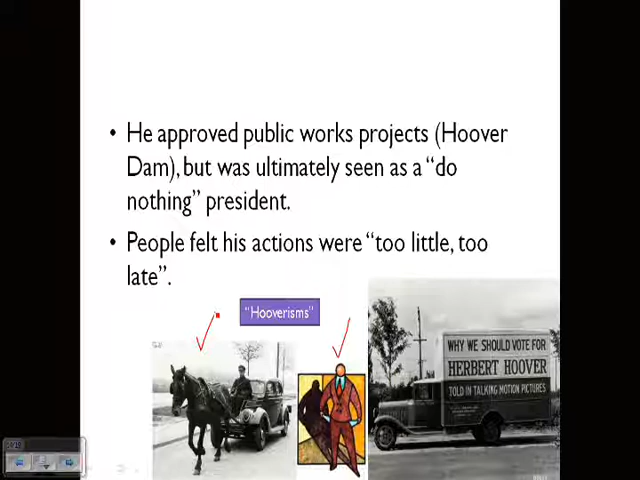 • He approved public works projects (Hoover
Dam), but was ultimately seen as a “do
nothing” president.
• People felt his actions were “too little, too
late”.
“Hooverisms”
WHY WE SHOULD VOTE FOR
HERBERT HOOVER
TOLD IN TALKING MOTION PICTURES